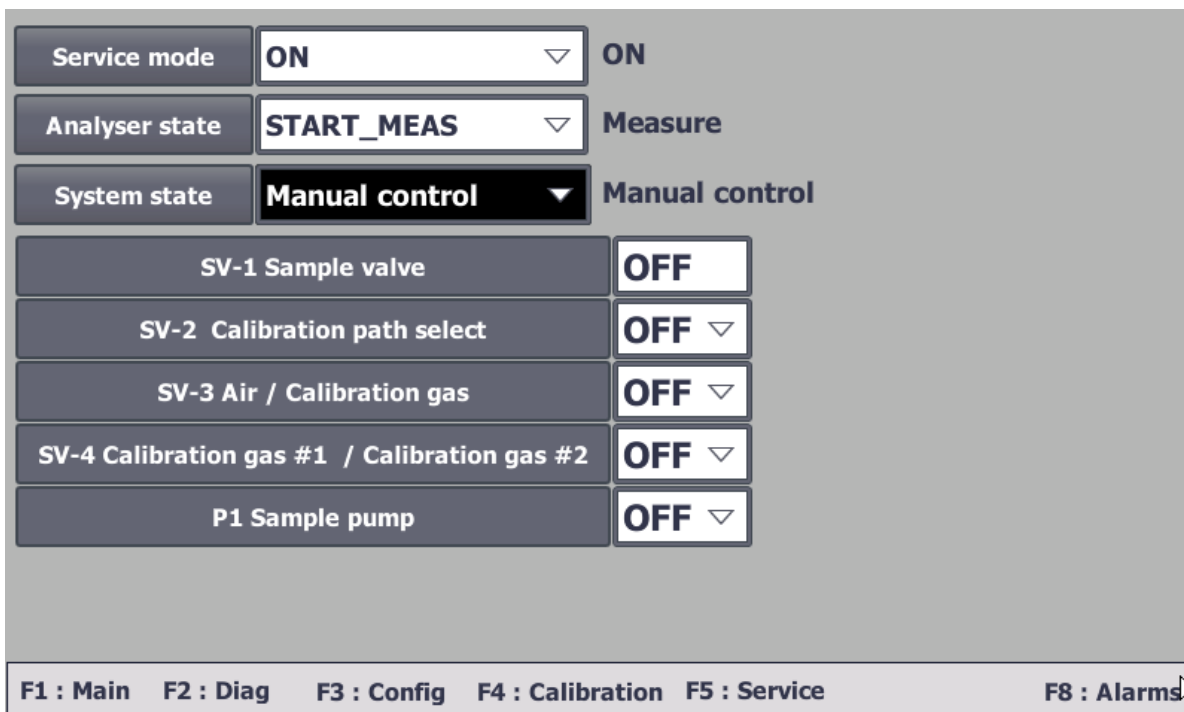 Service mode ON ON
Analyser state START_MEAS Measure
System state Manual control Manual control
SV-1 Sample valve OFF
SV-2 Calibration path select OFF
SV-3 Air / Calibration gas OFF
SV-4 Calibration gas #1 / Calibration gas #2 OFF
P1 Sample pump OFF
F1 : Main F2 : Diag F3 : Config F4 : Calibration F5 : Service F8 : Alarms